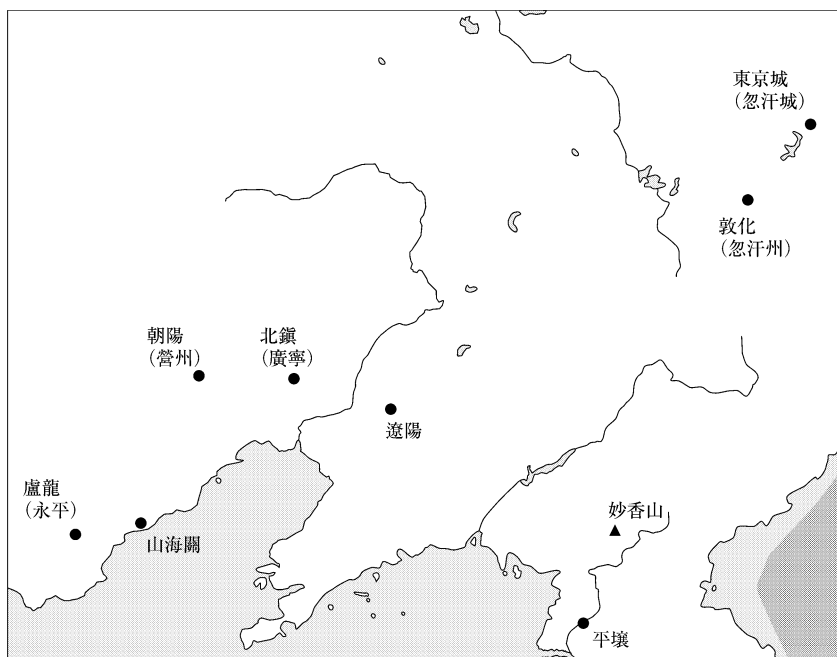 東京城
（忽汗城）
敦化
（忽汗州）
朝陽
（營州）
北鎭
（廣寧）
遼陽
盧龍
（永平）
山海關
妙香山
平壤